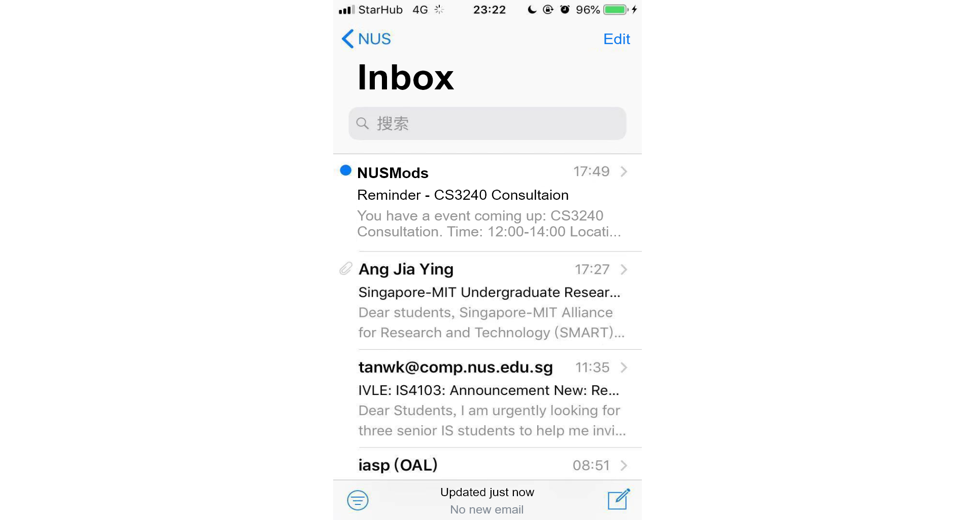 StarHub 4G 23:22 96%
NUS Edit
Inbox
搜索
NUSMods 17:49
Reminder - CS3240 Consultaion
You have a event coming up: CS3240
Consultation. Time: 12:00-14:00 Locati...
Ang Jia Ying 17:27
Singapore-MIT Undergraduate Resear...
Dear students, Singapore-MIT Alliance
for Research and Technology (SMART)...
tanwk@comp.nus.edu.sg 11:35
IVLE: IS4103: Announcement New: Re...
Dear Students, I am urgently looking for
three senior IS students to help me invi...
iasp (OAL) 08:51
Updated just now
No new email